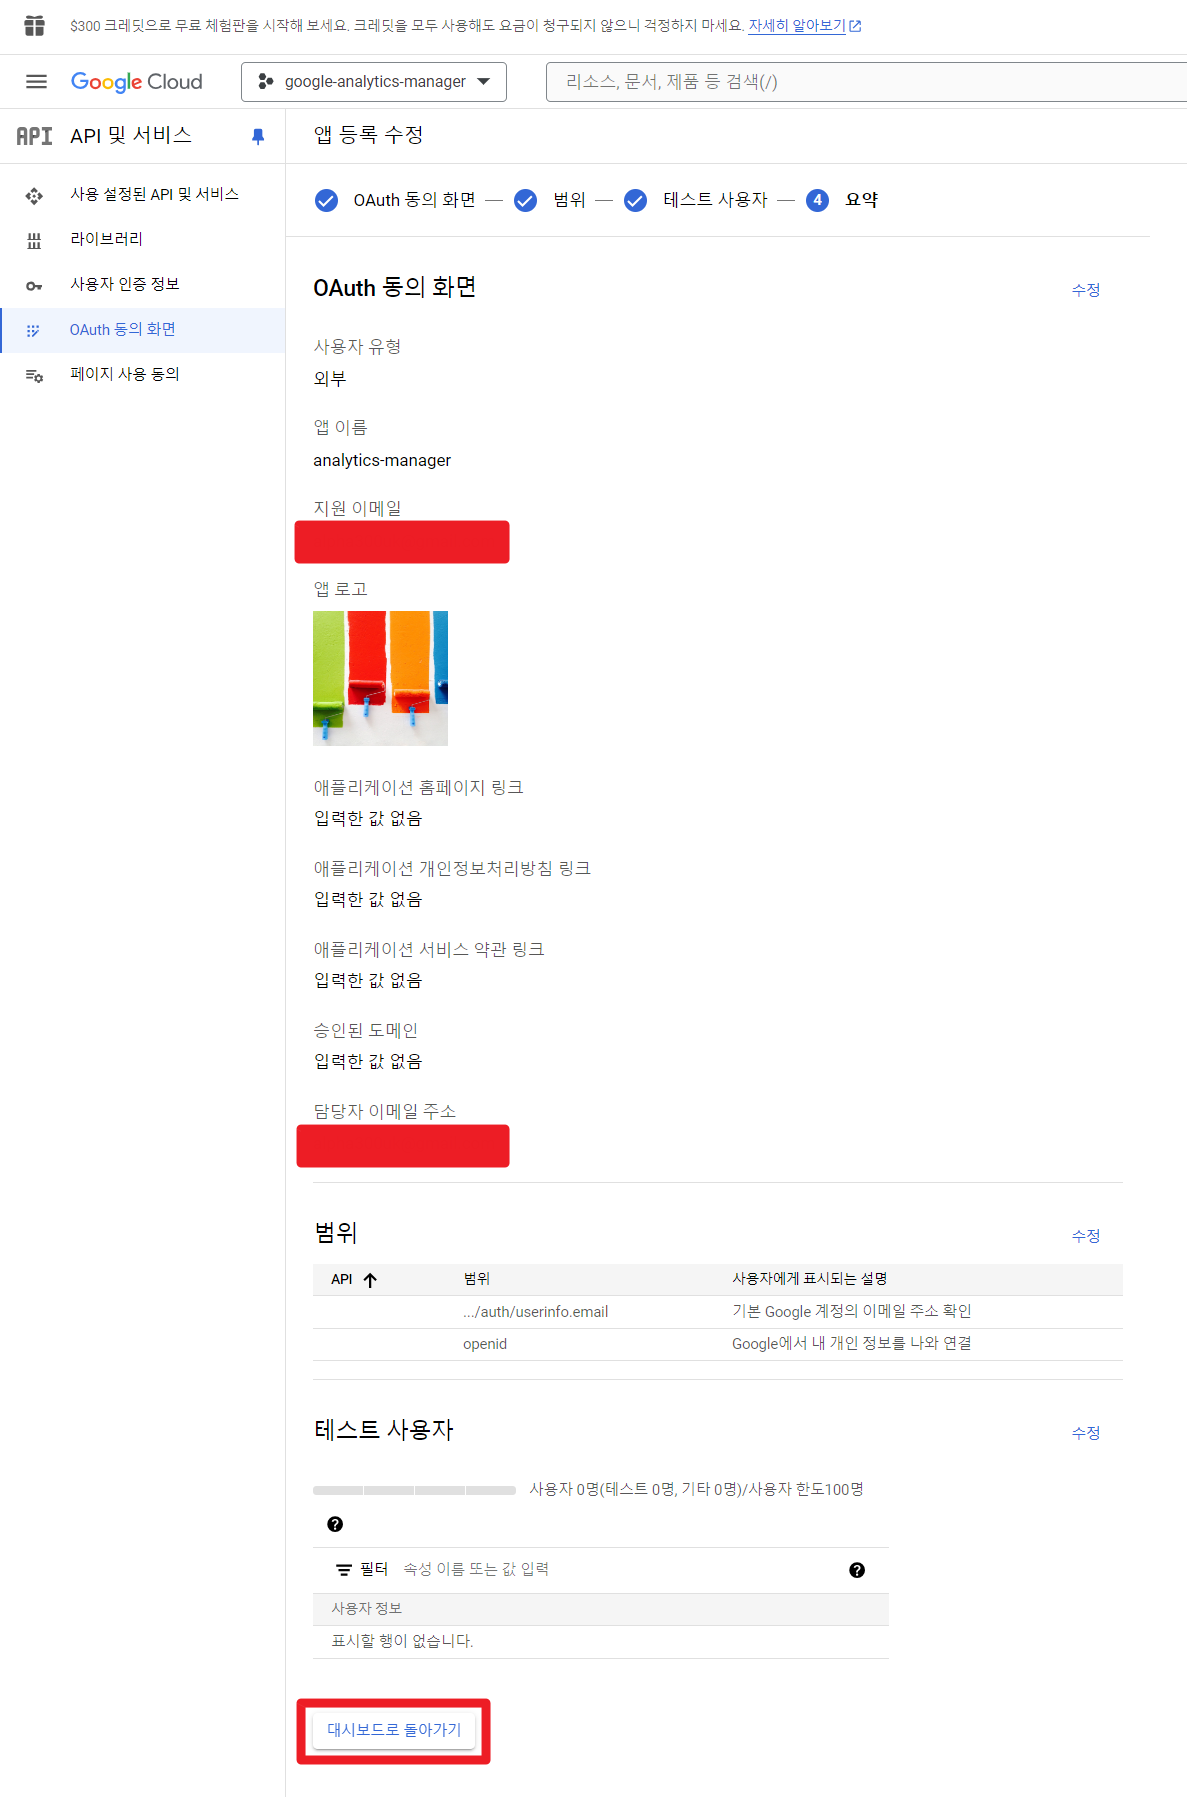 $300 크레딧으로 무료 체험판을 시작해 보세요. 크레딧을 모두 사용해도 요금이 청구되지 않으니 걱정하지 마세요. 자세히 알아보기
Google Cloud
google-analytics-manager
리소스, 문서, 제품 등 검색(/)
API
API 및 서비스
사용 설정된 API 및 서비스
라이브러리
사용자 인증 정보
OAuth 동의 화면
페이지 사용 동의
앱 등록 수정
OAuth 동의 화면 — 범위 — 테스트 사용자 — 4 요약
OAuth 동의 화면
수정
사용자 유형
외부
앱 이름
analytics-manager
지원 이메일
앱 로고
애플리케이션 홈페이지 링크
입력한 값 없음
애플리케이션 개인정보처리방침 링크
입력한 값 없음
애플리케이션 서비스 약관 링크
입력한 값 없음
승인된 도메인
입력한 값 없음
담당자 이메일 주소
범위
수정
API 범위 사용자에게 표시되는 설명
.../auth/userinfo.email 기본 Google 계정의 이메일 주소 확인
openid Google에서 내 개인 정보를 나와 연결
테스트 사용자
수정
사용자 0명(테스트 0명, 기타 0명)/사용자 한도100명
필터 속성 이름 또는 값 입력
사용자 정보
표시할 행이 없습니다.
대시보드로 돌아가기